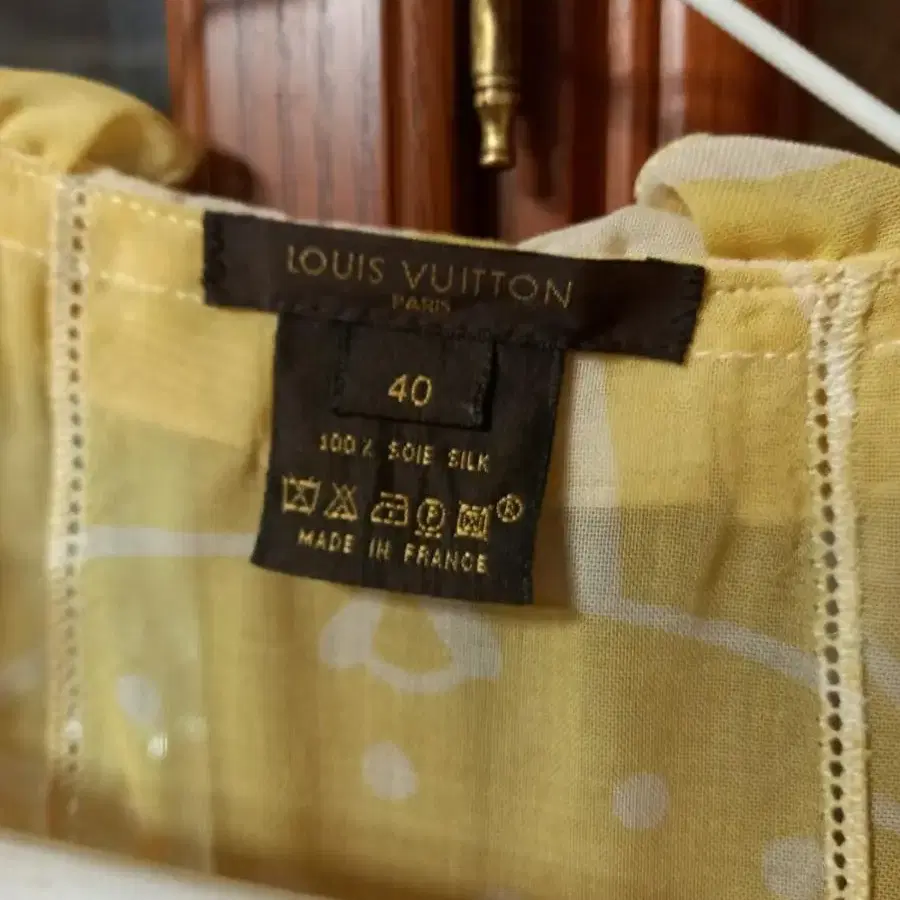 LOUIS VUITTON
PARIS
40
100% SOIE SILK
P ®
MADE IN FRANCE